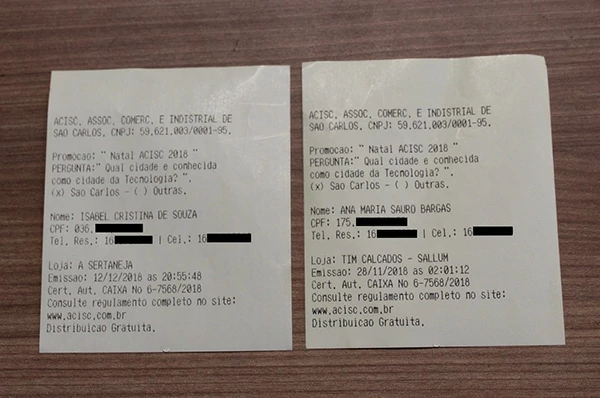 ACISC. ASSOC. COMERC. E INDISTRIAL DE
SAO CARLOS. CNPJ: 59.621.003/0001-95.
Promocao: " Natal ACISC 2018 "
PERGUNTA:" Qual cidade e conhecida
como cidade da Tecnologia? ".
(x) Sao Carlos - ( ) Outras.
Nome: ISABEL CRISTINA DE SOUZA
CPF: 036.
Tel. Res.: 16 | Cel.: 16
Loja: A SERTANEJA
Emissao: 12/12/2018 as 20:55:48
Cert. Aut. CAIXA No 6-7568/2018
Consulte regulamento completo no site:
www.acisc.com.br
Distribuicao Gratuita.
ACISC. ASSOC. COMERC. E INDISTRIAL DE
SAO CARLOS. CNPJ: 59.621.003/0001-95.
Promocao: " Natal ACISC 2018 "
PERGUNTA:" Qual cidade e conhecida
como cidade da Tecnologia? ".
(x) Sao Carlos - ( ) Outras.
Nome: ANA MARIA SAURO BARGAS
CPF: 175.
Tel. Res.: 16 | Cel.: 16
Loja: TIM CALCADOS - SALLUM
Emissao: 28/11/2018 as 02:01:12
Cert. Aut. CAIXA No 6-7568/2018
Consulte regulamento completo no site:
www.acisc.com.br
Distribuicao Gratuita.